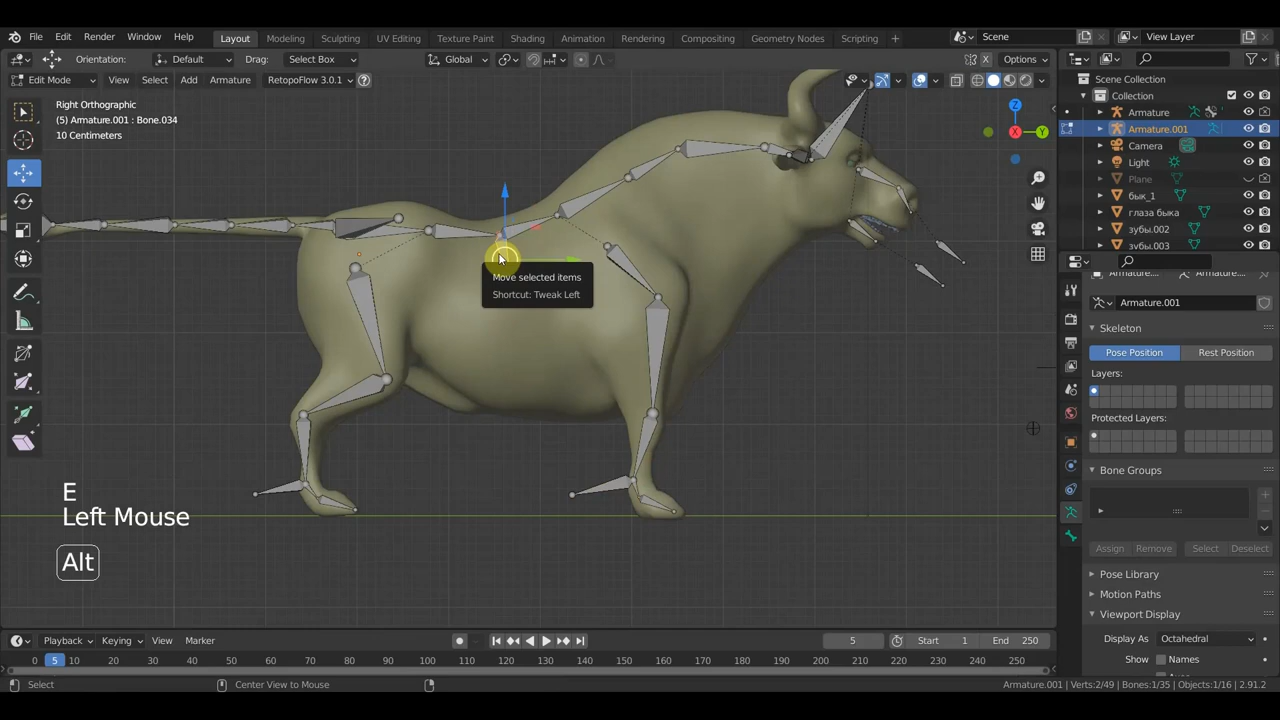 File Edit Render Window Help Layout Modeling Sculpting UV Editing Texture Paint Shading Animation Rendering Compositing Geometry Nodes Scripting + Scene View Layer
Orientation: Default Drag: Select Box Global X Options
Edit Mode View Select Add Armature RetopoFlow 3.0.1
Right Orthographic
(5) Armature.001 : Bone.034
10 Centimeters
Z
X
Y
Move selected items
Shortcut: Tweak Left
E
Left Mouse
Alt
Scene Collection
Collection
Armature
Armature.001
Camera
Light
Plane
бык_1
глаза быка
зубы.002
зубы.003
Armature....
Armature...
Armature.001
Skeleton
Pose Position Rest Position
Layers:
Protected Layers:
Bone Groups
Assign Remove Select Deselect
Pose Library
Motion Paths
Viewport Display
Display As Octahedral
Show Names
Playback Keying View Marker 5 Start 1 End 250
0 5 10 20 30 40 50 60 70 80 90 100 110 120 130 140 150 160 170 180 190 200 210 220 230 240 250
Select Center View to Mouse Armature.001 | Verts:2/49 | Bones:1/35 | Objects:1/16 | 2.91.2